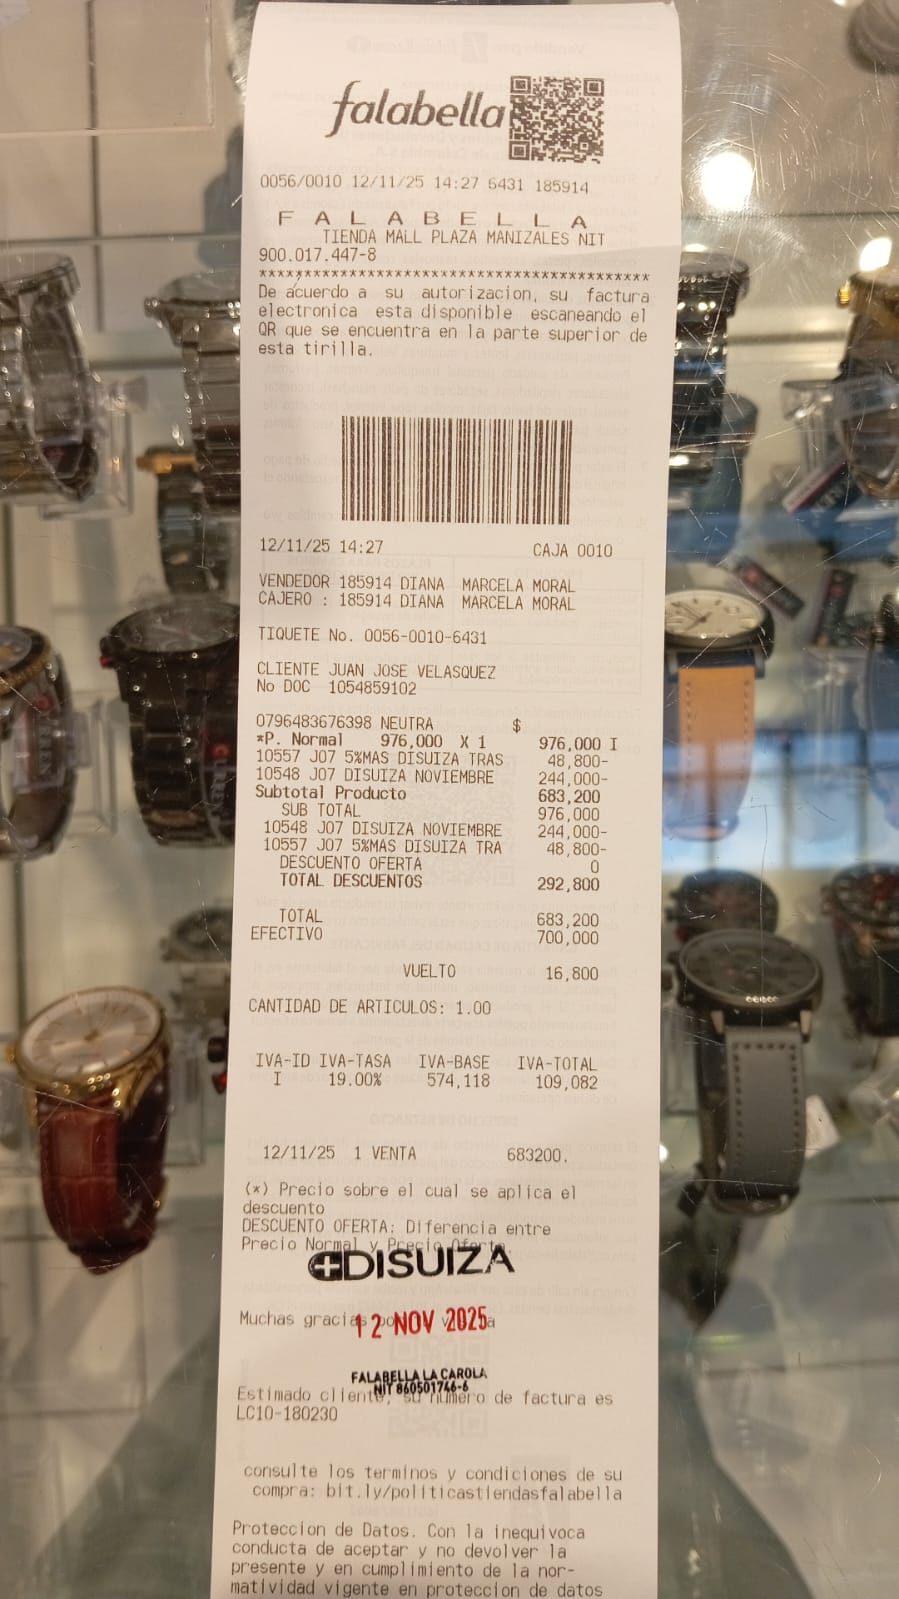 falabella
0056/0010 12/11/25 14:27 6431 185914
F A L A B E L L A
TIENDA MALL PLAZA MANIZALES NIT
900.017.447-8
**************************************************
De acuerdo a su autorizacion, su factura
electronica esta disponible escaneando el
QR que se encuentra en la parte superior de
esta tirilla.
12/11/25 14:27 CAJA 0010
VENDEDOR 185914 DIANA MARCELA MORAL
CAJERO : 185914 DIANA MARCELA MORAL
TIQUETE No. 0056-0010-6431
CLIENTE JUAN JOSE VELASQUEZ
No DOC 1054859102
0796483676398 NEUTRA $
*P. Normal 976,000 X 1 976,000 I
10557 J07 5%MAS DISUIZA TRAS 48,800-
10548 J07 DISUIZA NOVIEMBRE 244,000-
Subtotal Producto 683,200
SUB TOTAL 976,000
10548 J07 DISUIZA NOVIEMBRE 244,000-
10557 J07 5%MAS DISUIZA TRA 48,800-
DESCUENTO OFERTA 0
TOTAL DESCUENTOS 292,800
TOTAL 683,200
EFECTIVO 700,000
VUELTO 16,800
CANTIDAD DE ARTICULOS: 1.00
IVA-ID IVA-TASA IVA-BASE IVA-TOTAL
I 19.00% 574,118 109,082
12/11/25 1 VENTA 683200.
(*) Precio sobre el cual se aplica el
descuento
DESCUENTO OFERTA: Diferencia entre
Precio Normal y Precio Oferta.
DISUIZA
Muchas gracias
12 NOV 2025
FALABELLA LA CAROLA
NIT 860501746-6
Estimado cliente, su número de factura es
LC10-180230
consulte los terminos y condiciones de su
compra: bit.ly/politicastiendasfalabella
Proteccion de Datos. Con la inequivoca
conducta de aceptar y no devolver la
presente y en cumplimiento de la nor-
matividad vigente en proteccion de datos